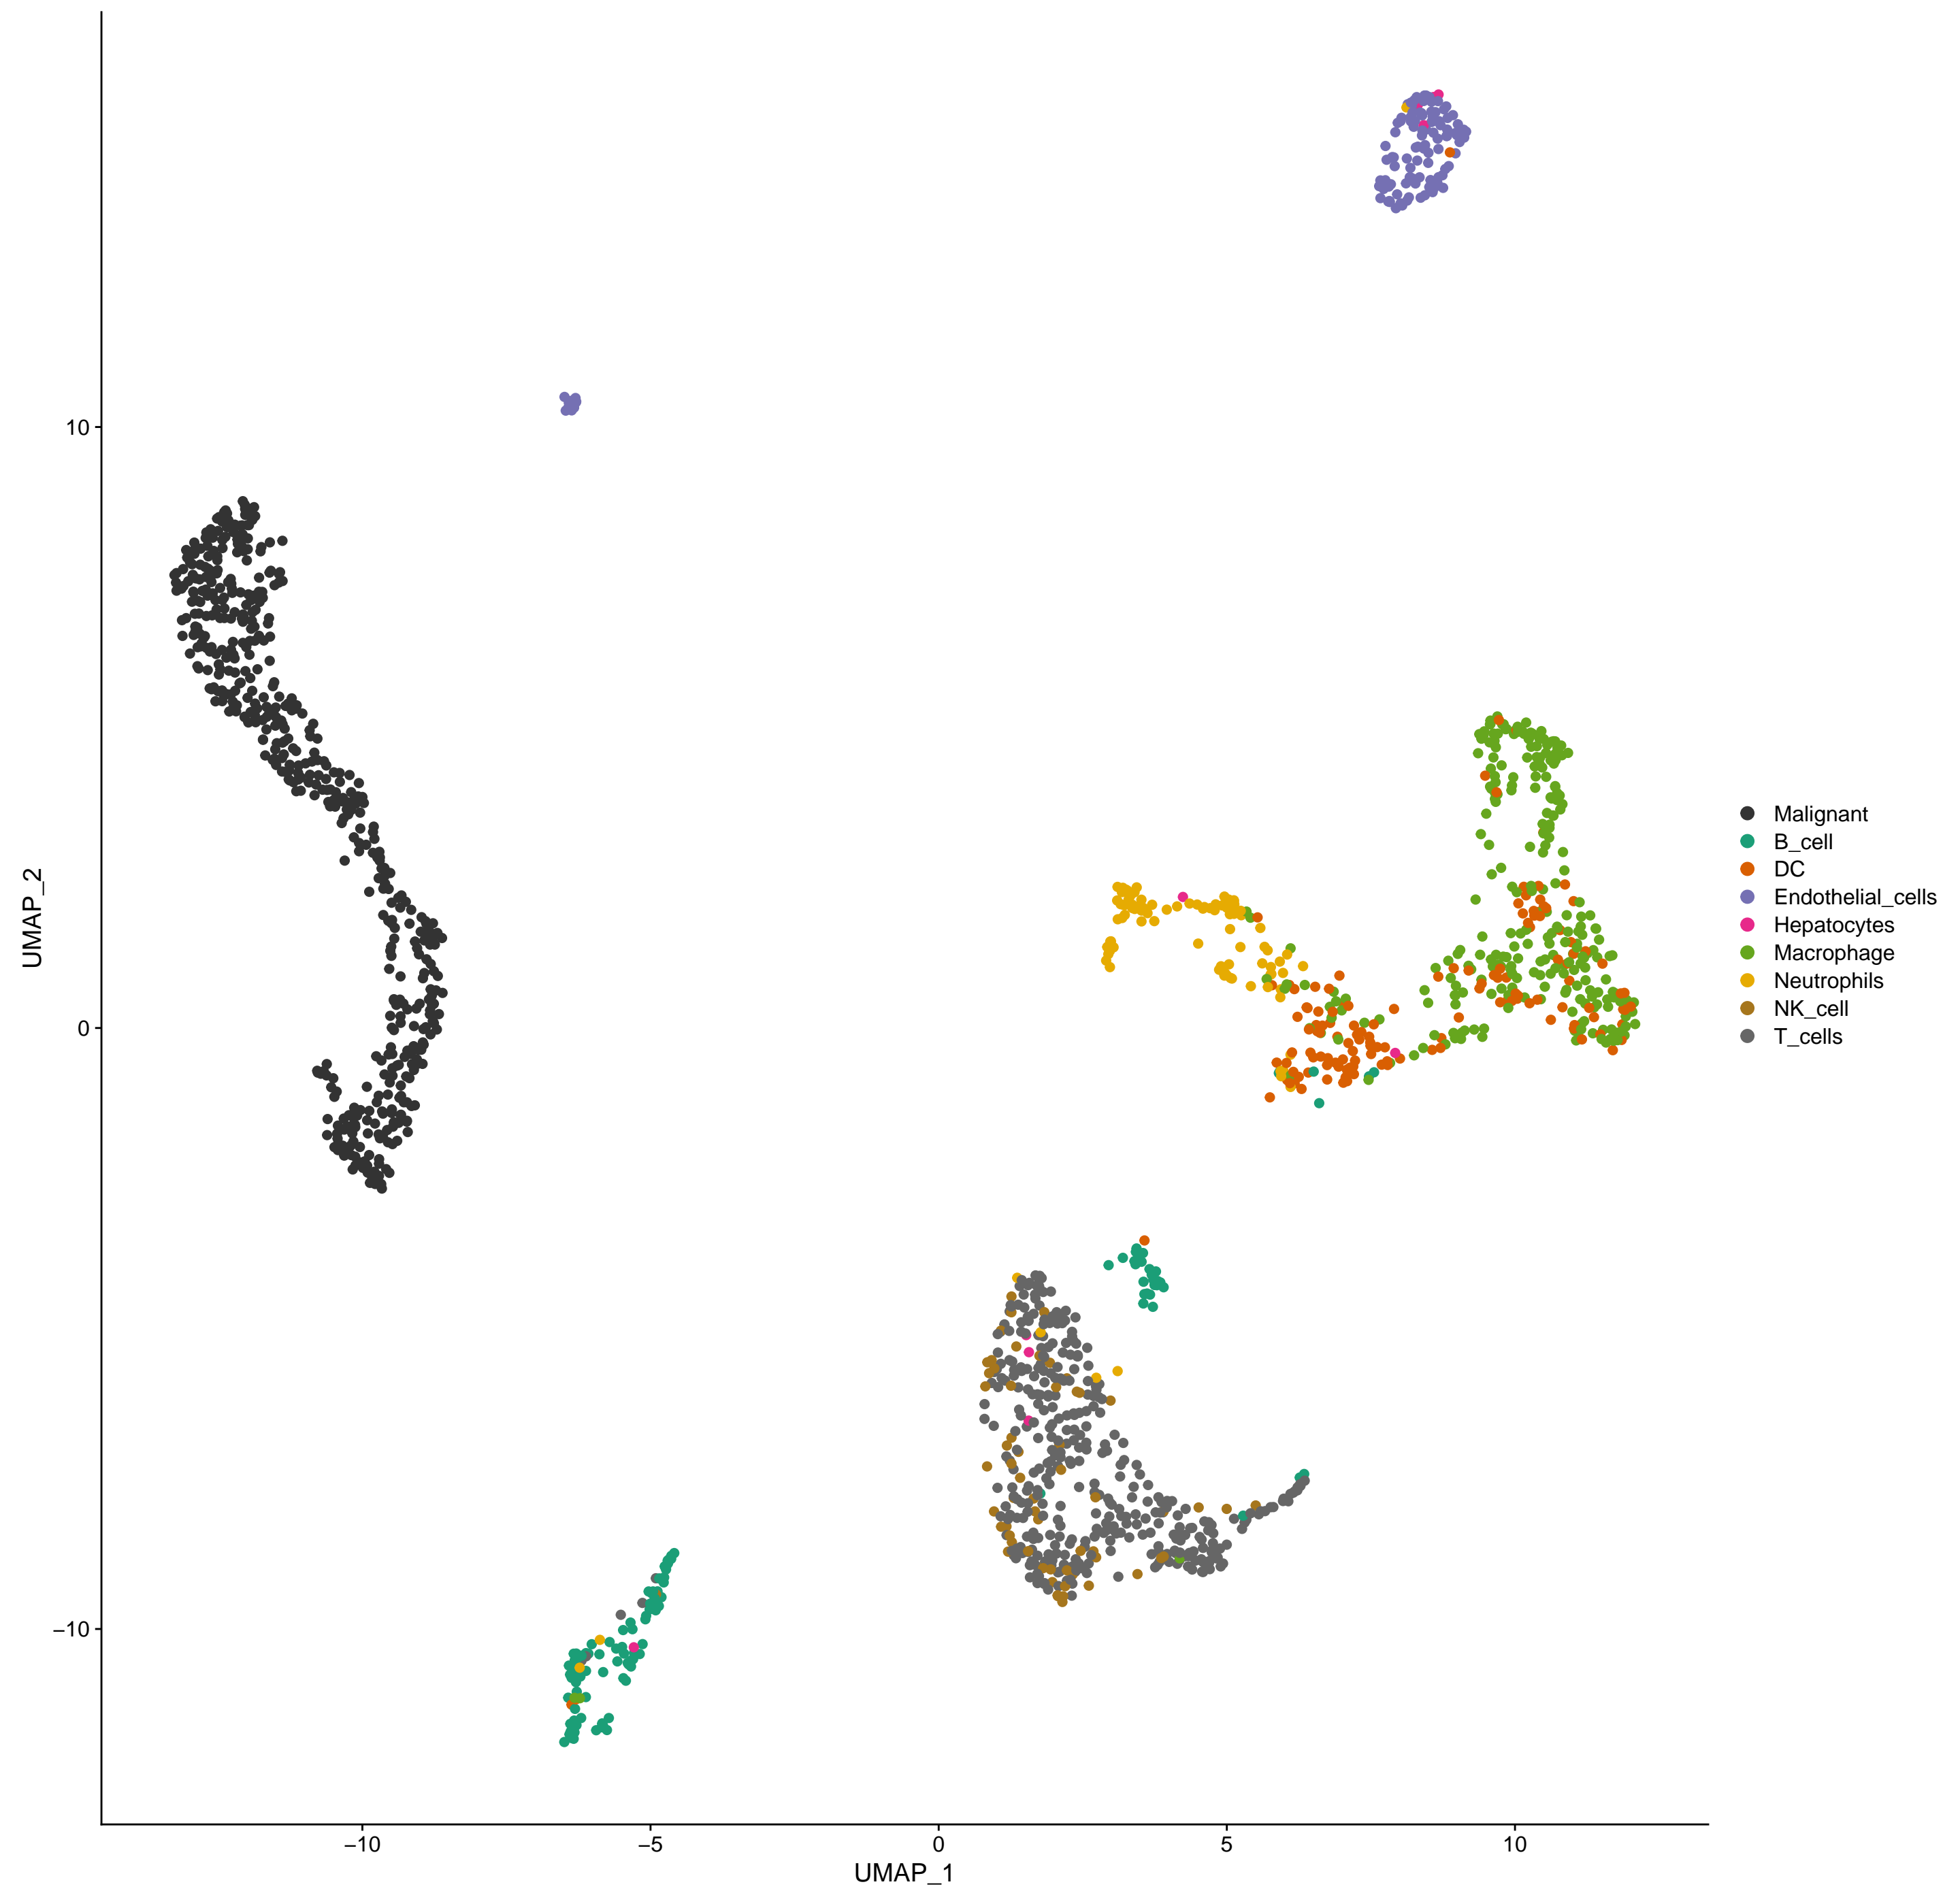 UMAP_2
10
0
−10
−10
−5
0
5
10
UMAP_1
Malignant
B_cell
DC
Endothelial_cells
Hepatocytes
Macrophage
Neutrophils
NK_cell
T_cells